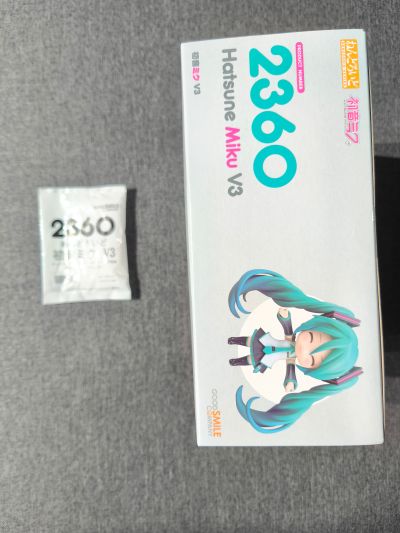 ねんどろいど
初音ミク
PRODUCT NUMBER
2360
Hatsune Miku V3
初音ミク V3
GOOD SMILE
COMPANY
2360
ねんどろいど
初音ミク V3